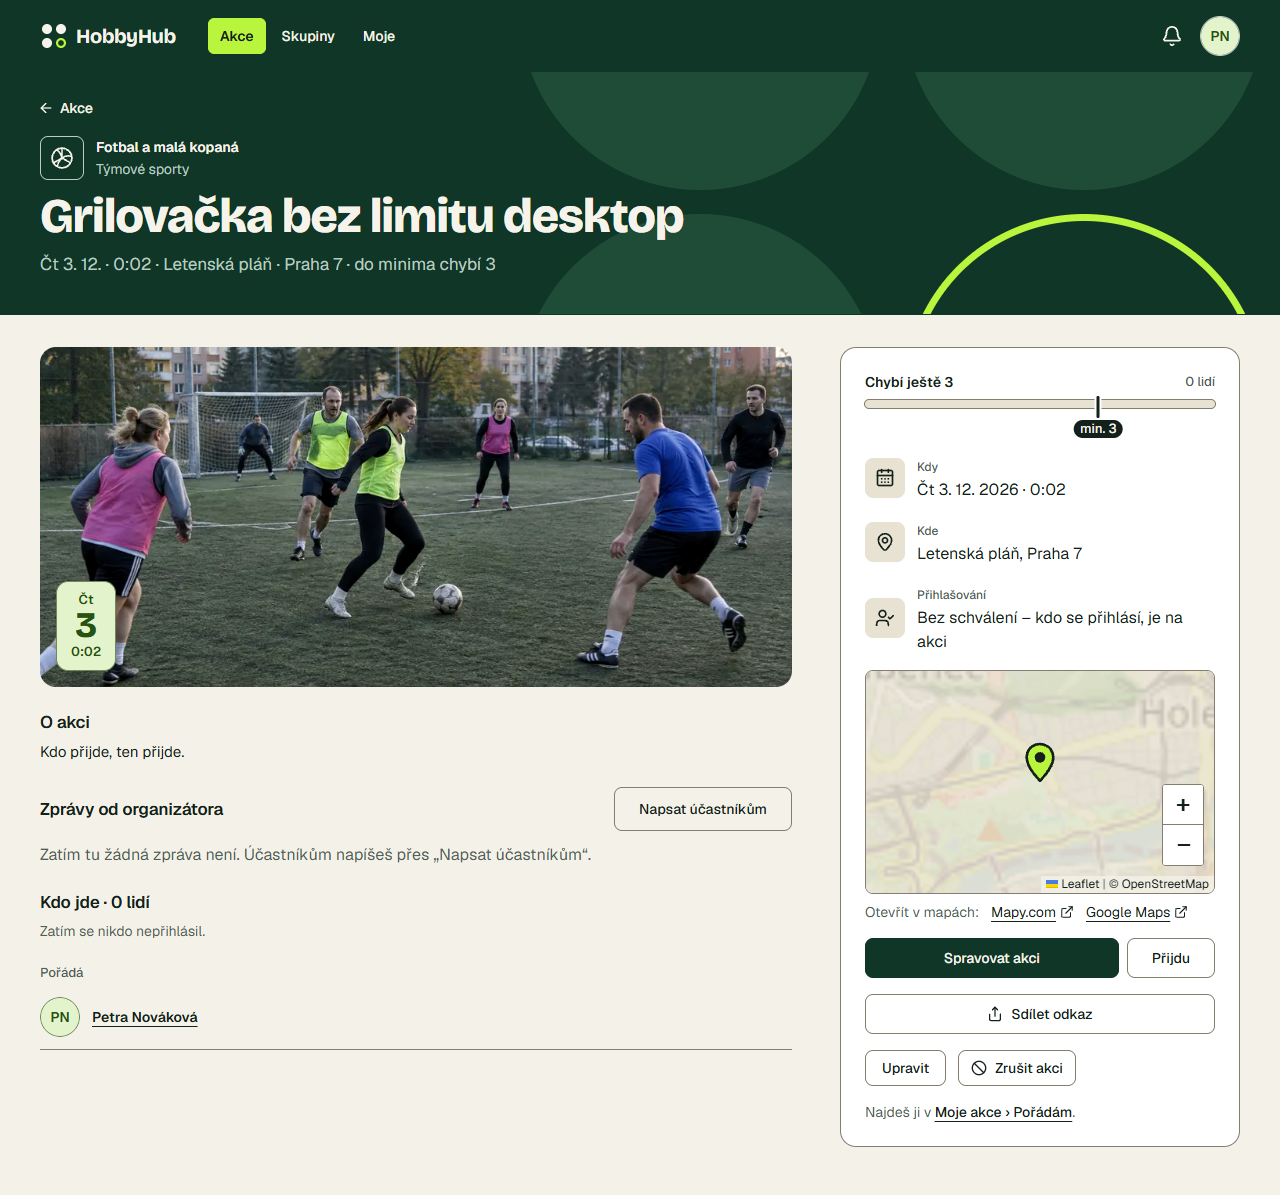 HobbyHub
Akce
Skupiny
Moje
PN
Akce
Fotbal a malá kopaná
Týmové sporty
Grilovačka bez limitu desktop
Čt 3. 12. · 0:02 · Letenská pláň · Praha 7 · do minima chybí 3
Čt
3
0:02
O akci
Kdo přijde, ten přijde.
Zprávy od organizátora
Napsat účastníkům
Zatím tu žádná zpráva není. Účastníkům napíšeš přes „Napsat účastníkům“.
Kdo jde · 0 lidí
Zatím se nikdo nepřihlásil.
Pořádá
PN
Petra Nováková
Chybí ještě 3
0 lidí
min. 3
Kdy
Čt 3. 12. 2026 · 0:02
Kde
Letenská pláň, Praha 7
Přihlašování
Bez schválení – kdo se přihlásí, je na
akci
Hole
+
−
Leaflet | © OpenStreetMap
Otevřít v mapách:
Mapy.com
Google Maps
Spravovat akci
Přijdu
Sdílet odkaz
Upravit
Zrušit akci
Najdeš ji v Moje akce › Pořádám.